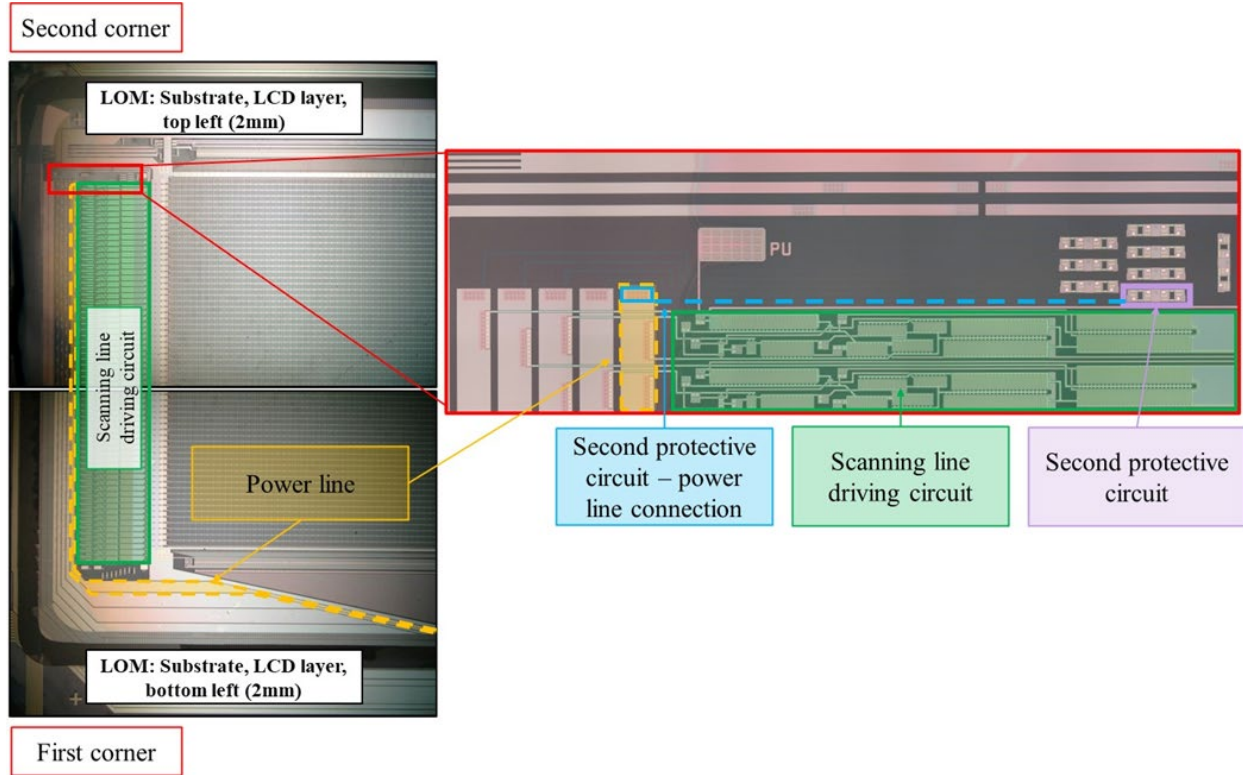 Second corner
LOM: Substrate, LCD layer,
top left (2mm)
Scanning line
driving circuit
PU
Power line
Second protective
circuit – power
line connection
Scanning line
driving circuit
Second protective
circuit
LOM: Substrate, LCD layer,
bottom left (2mm)
First corner